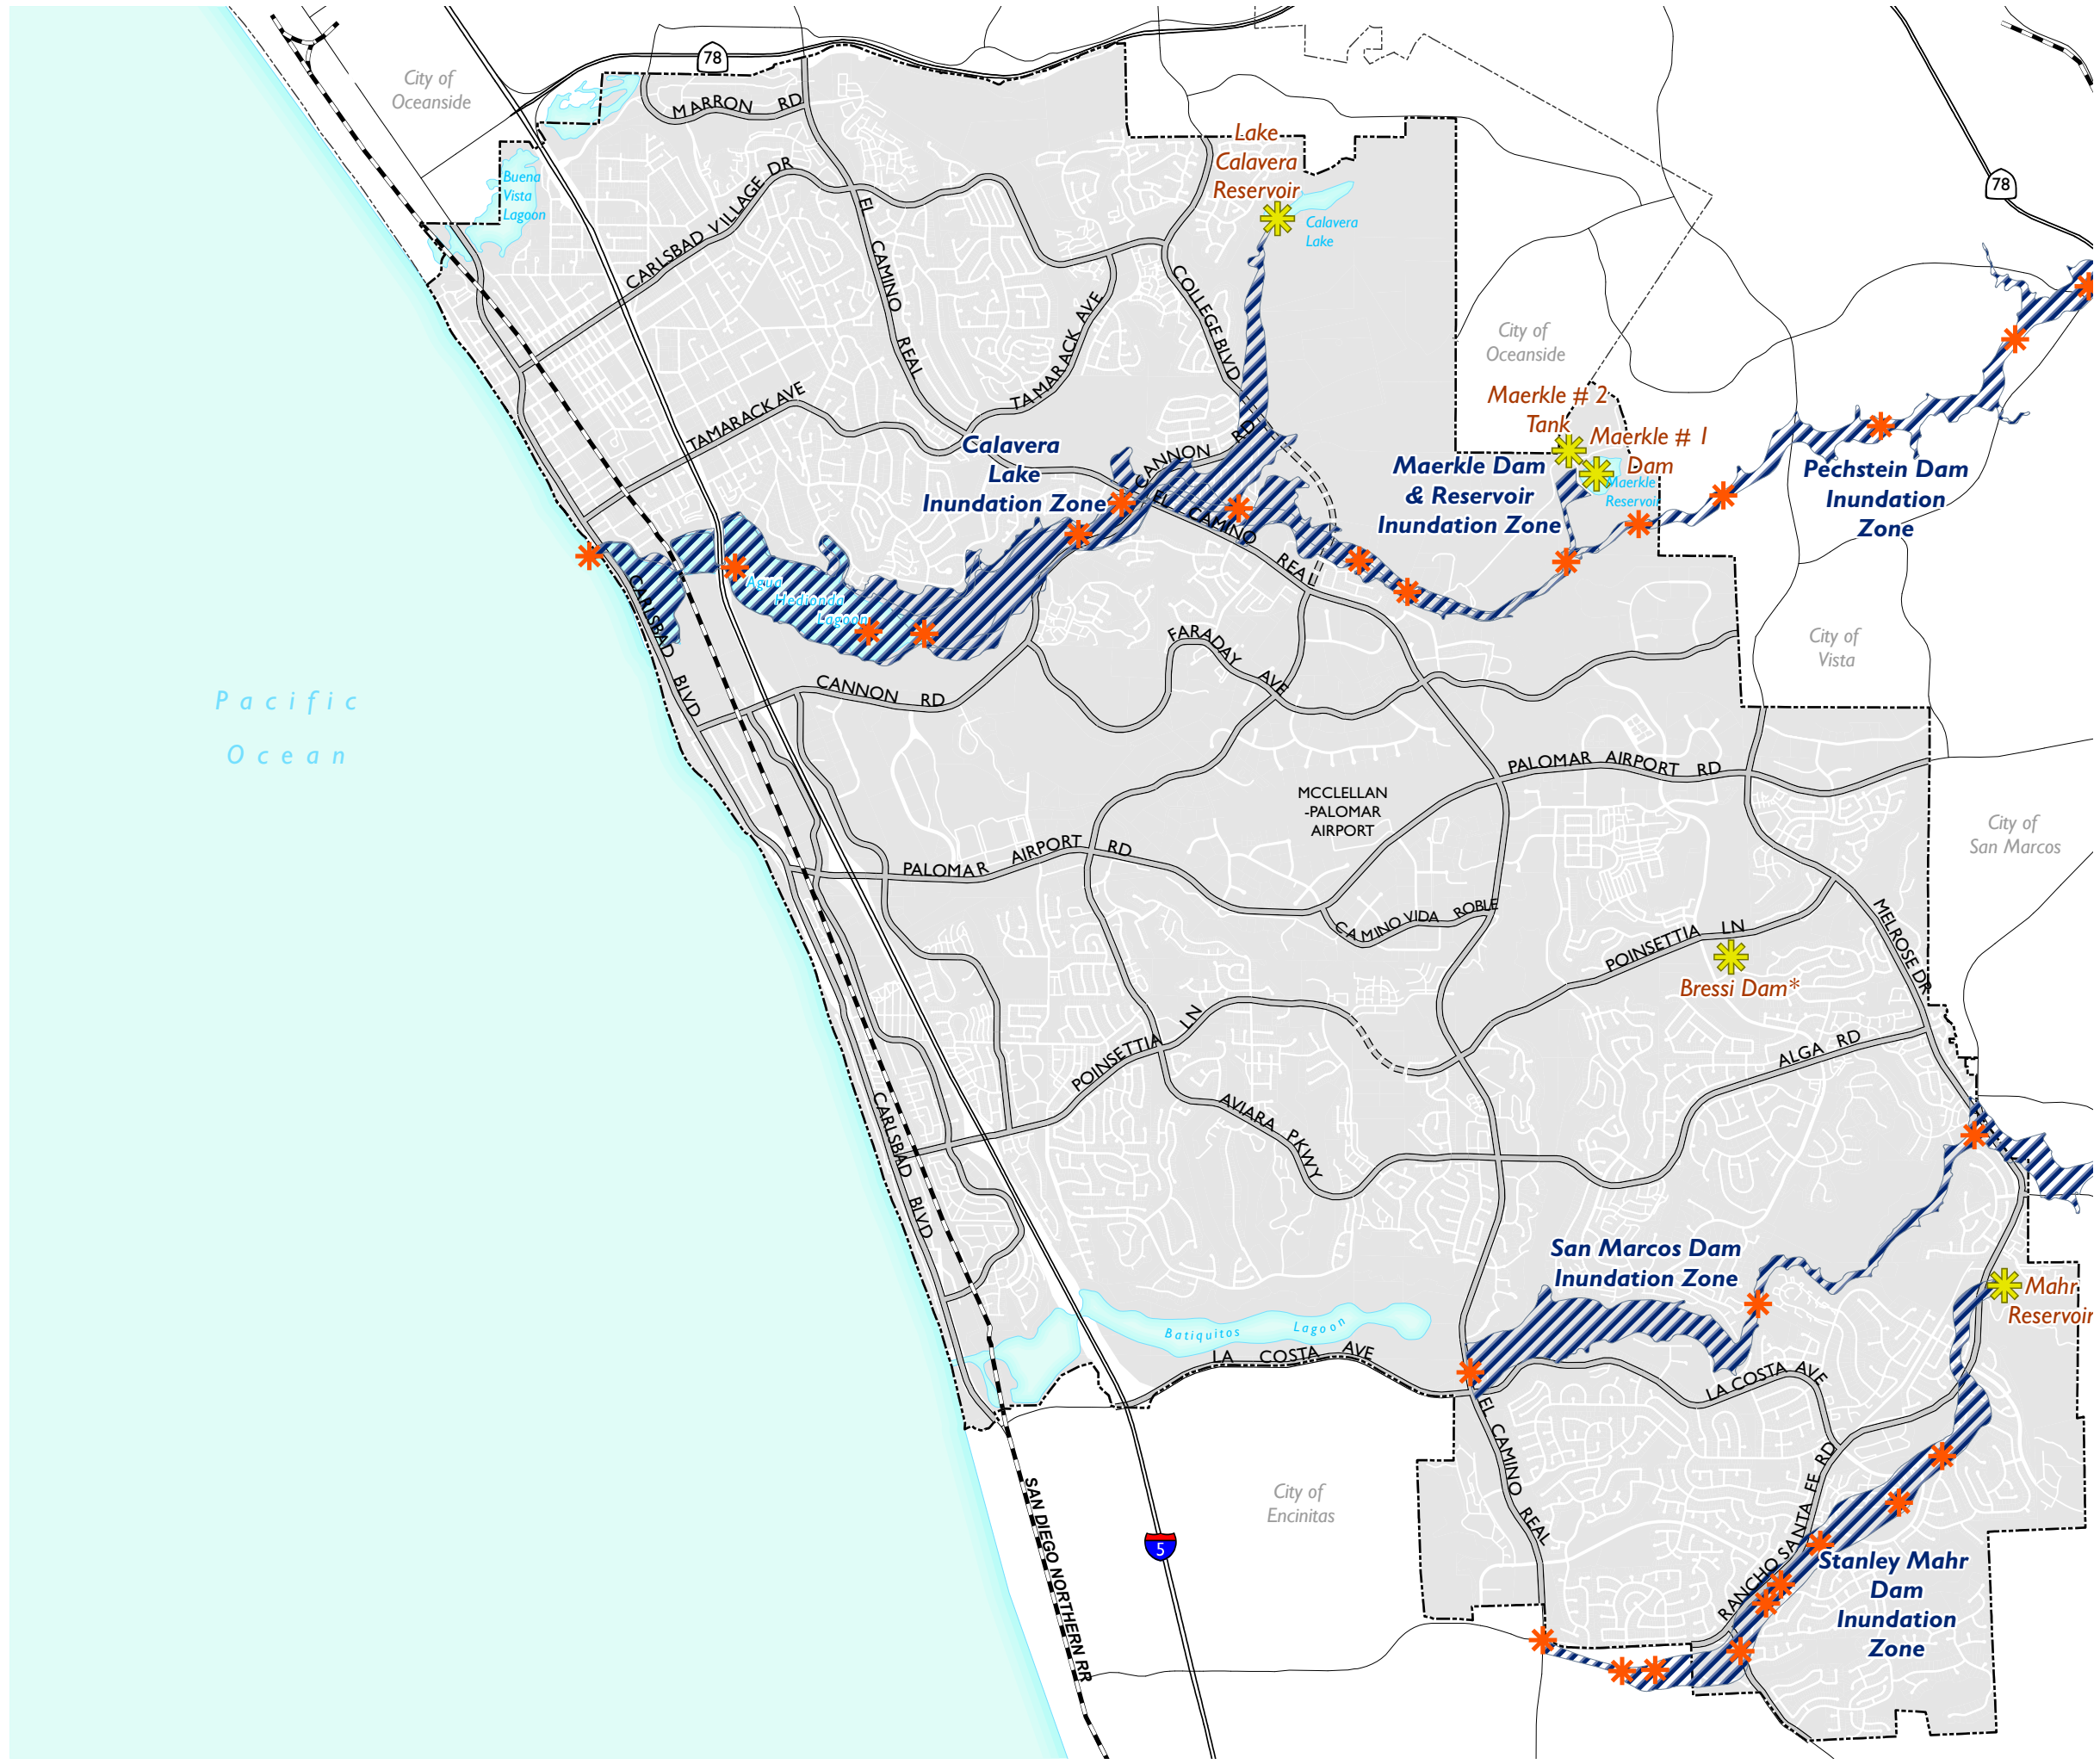 78
City of
Oceanside
MARRON RD
Lake
Calavera
Reservoir
Buena
Vista
Lagoon
CARLSBAD VILLAGE DR
78
EL CAMINO REAL
Calavera
Lake
COLLEGE BLVD
TAMARACK AVE
City of
Oceanside
TAMARACK AVE
Maerkle # 2
Tank
Maerkle # 1
Dam
Calavera
Lake
Inundation Zone
CANNON RD
Maerkle Dam
& Reservoir
Inundation Zone
Maerkle
Reservoir
Pechstein Dam
Inundation
Zone
EL CAMINO REAL
Agua
Hedionda
Lagoon
CARLSBAD BLVD
FARADAY AVE
City of
Vista
CANNON RD
Pacific
Ocean
PALOMAR AIRPORT RD
MCCLELLAN
-PALOMAR
AIRPORT
City of
San Marcos
PALOMAR AIRPORT RD
CAMINO VIDA ROBLE
MELROSE DR
POINSETTIA LN
Bressi Dam*
POINSETTIA LN
ALGA RD
AVIARA PKWY
CARLSBAD BLVD
San Marcos Dam
Inundation Zone
Mahr
Reservoir
Batiquitos Lagoon
LA COSTA AVE
LA COSTA AVE
EL CAMINO REAL
City of
Encinitas
SAN DIEGO NORTHERN RR
5
RANCHO SANTA FE RD
Stanley Mahr
Dam
Inundation
Zone